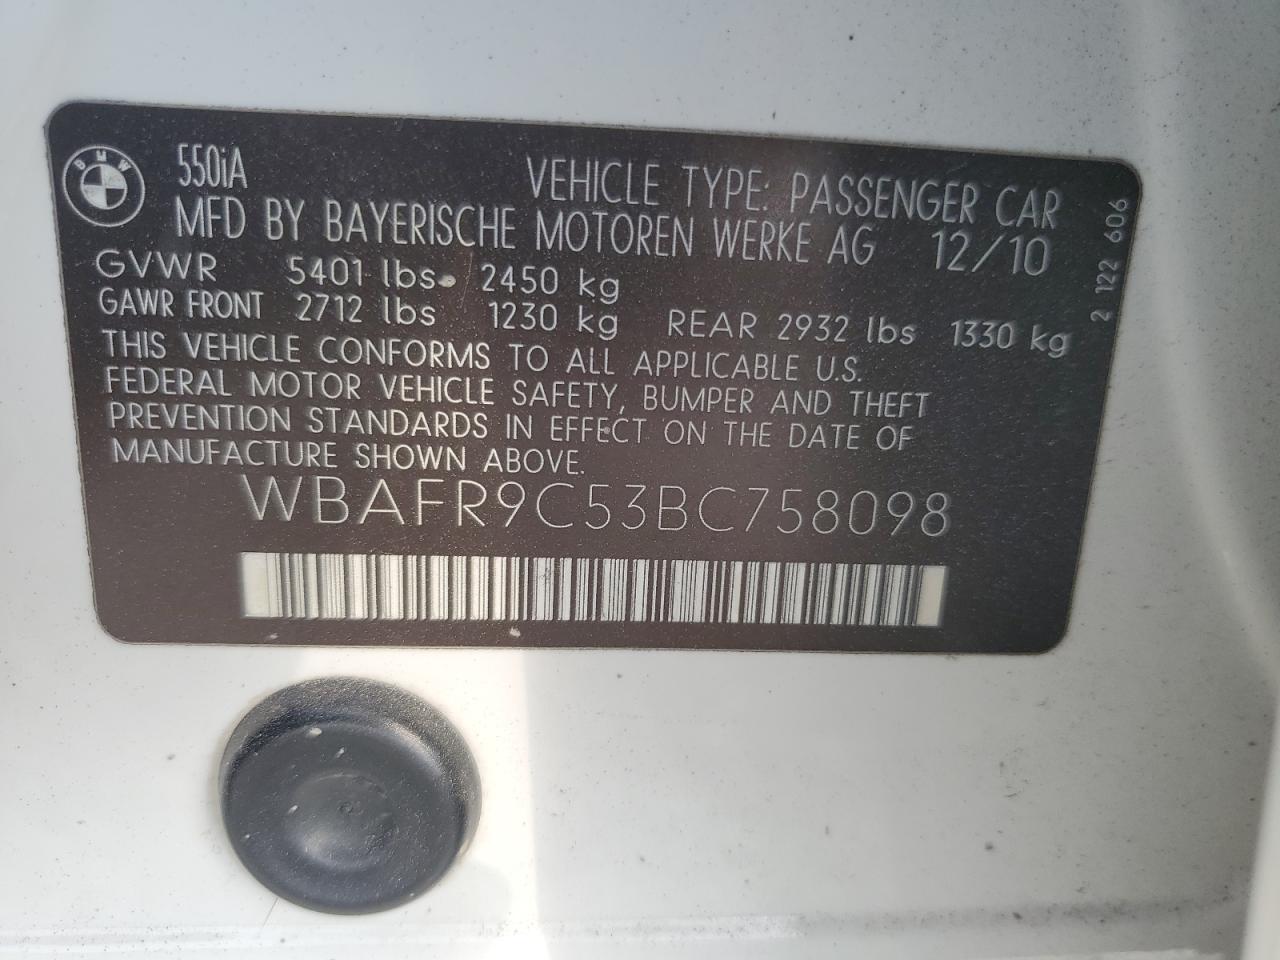 BMW
550iA VEHICLE TYPE: PASSENGER CAR
MFD BY BAYERISCHE MOTOREN WERKE AG 12/10
GVWR 5401 lbs 2450 kg
GAWR FRONT 2712 lbs 1230 kg REAR 2932 lbs 1330 kg
THIS VEHICLE CONFORMS TO ALL APPLICABLE U.S.
FEDERAL MOTOR VEHICLE SAFETY, BUMPER AND THEFT
PREVENTION STANDARDS IN EFFECT ON THE DATE OF
MANUFACTURE SHOWN ABOVE.
WBAFR9C53BC758098
2 122 606